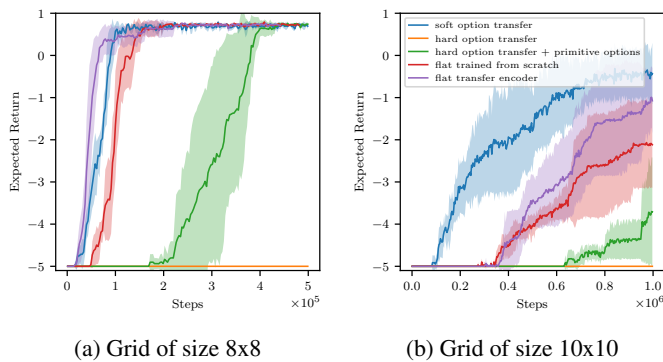 1
0
−1
−2
−3
−4
−5
Expected Return
0
1
2
3
4
5
Steps
×10⁵
(a) Grid of size 8x8
1
0
−1
−2
−3
−4
−5
Expected Return
soft option transfer
hard option transfer
hard option transfer + primitive options
flat trained from scratch
flat transfer encoder
0.0
0.2
0.4
0.6
0.8
1.0
Steps
×10⁶
(b) Grid of size 10x10